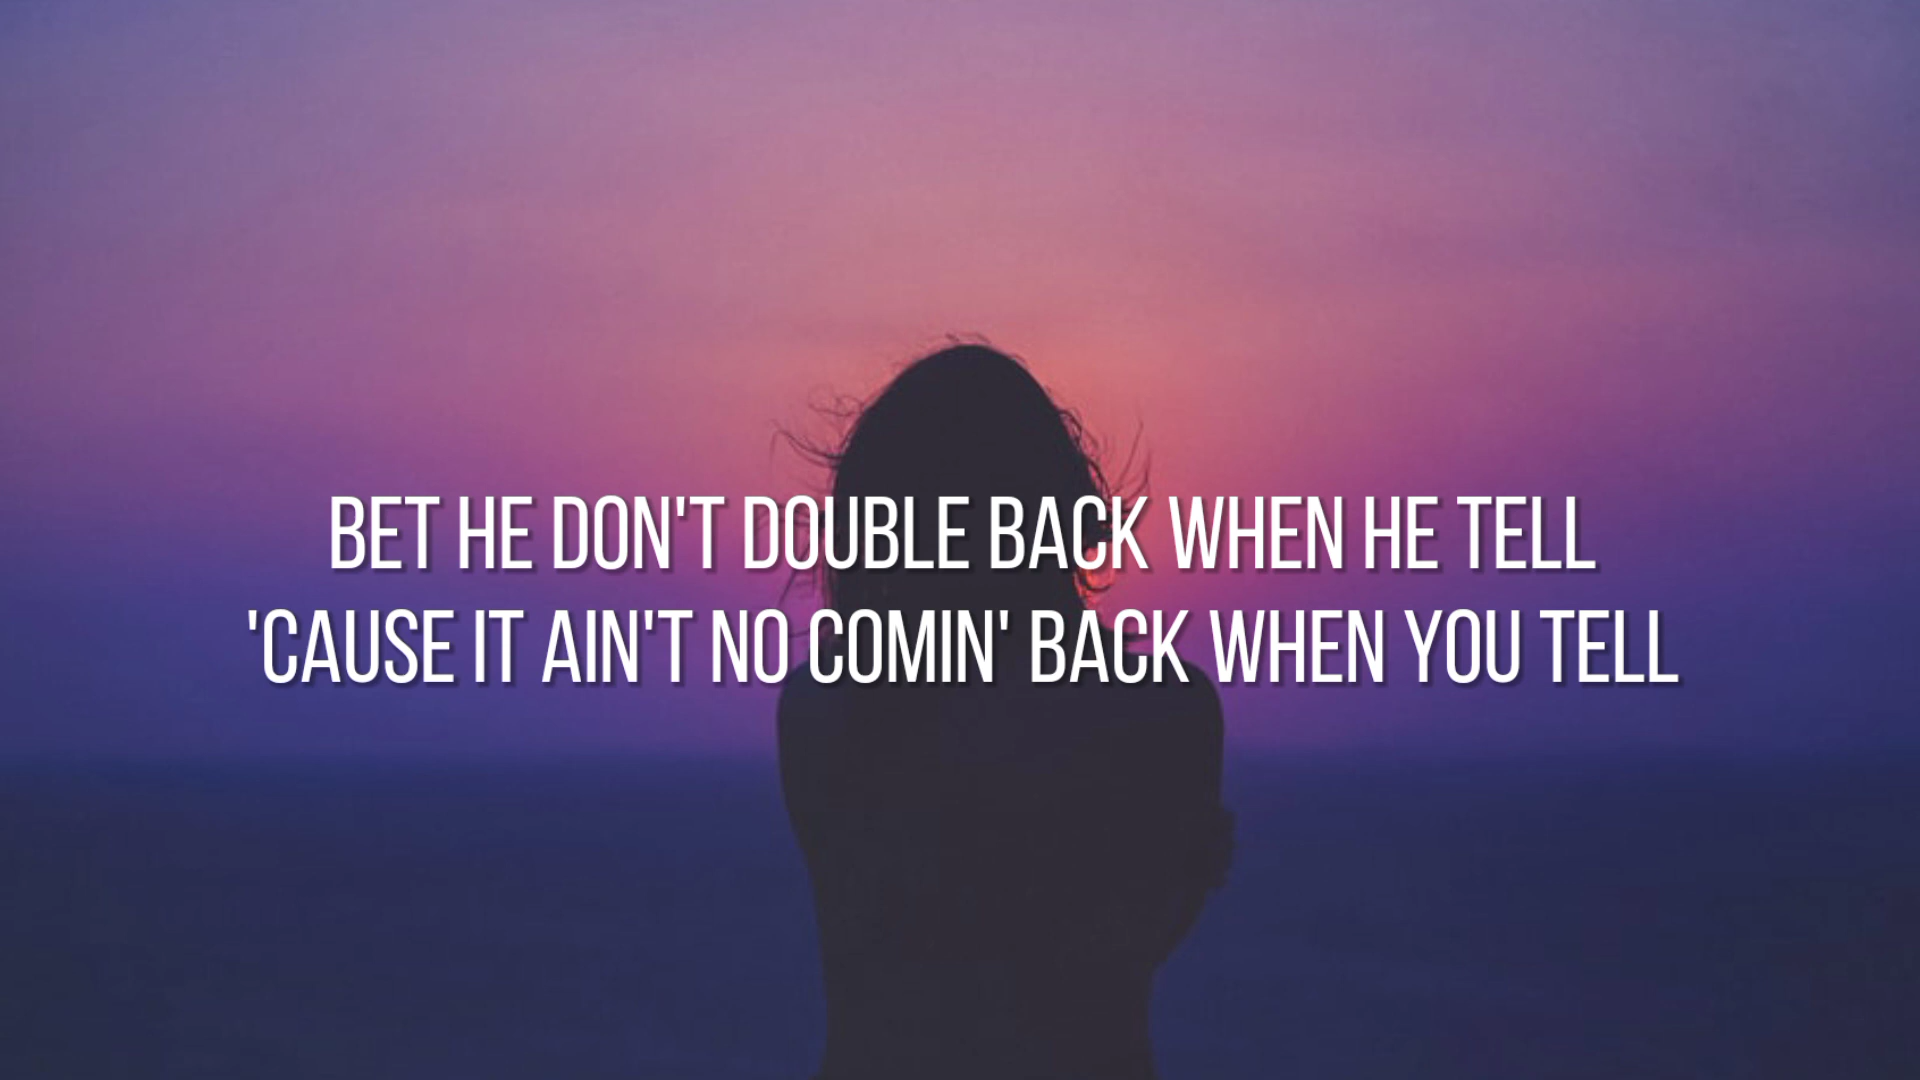 BET HE DON'T DOUBLE BACK WHEN HE TELL
'CAUSE IT AIN'T NO COMIN' BACK WHEN YOU TELL